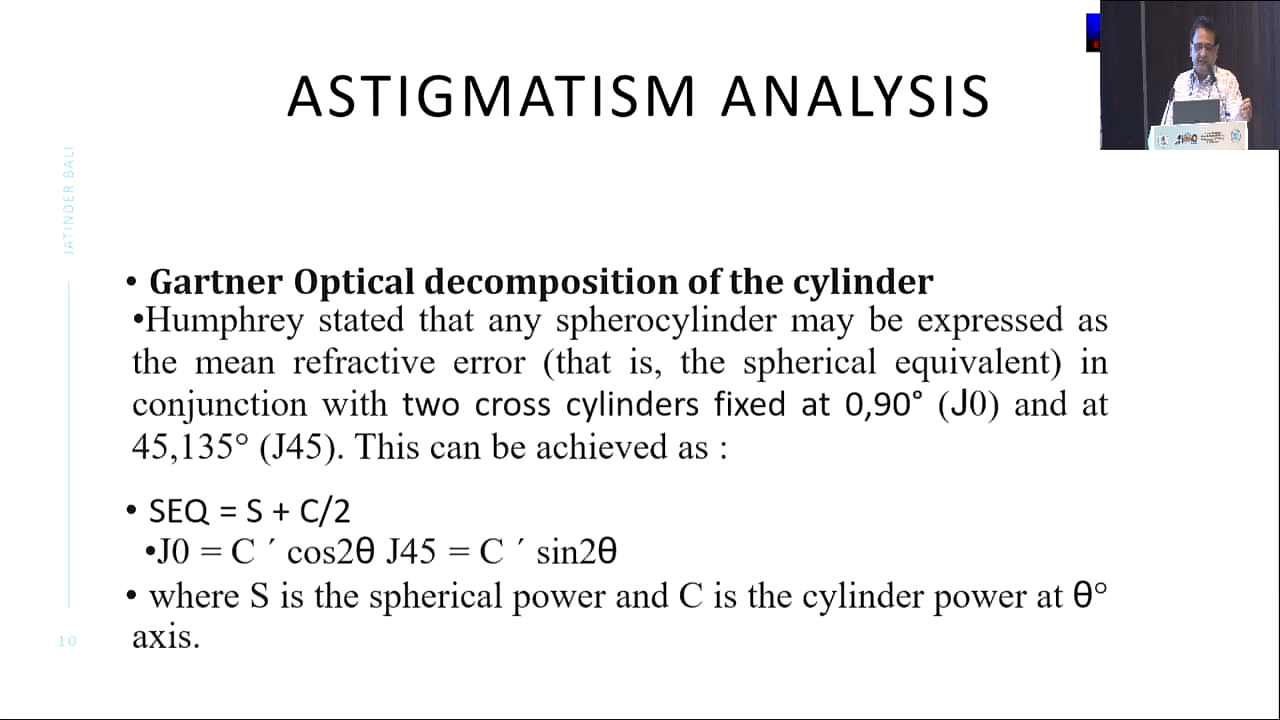 ASTIGMATISM ANALYSIS
JATINDER BALI
• Gartner Optical decomposition of the cylinder
•Humphrey stated that any spherocylinder may be expressed as
the mean refractive error (that is, the spherical equivalent) in
conjunction with two cross cylinders fixed at 0,90° (J0) and at
45,135° (J45). This can be achieved as :
• SEQ = S + C/2
•J0 = C ´ cos2θ J45 = C ´ sin2θ
• where S is the spherical power and C is the cylinder power at θ°
axis.
10